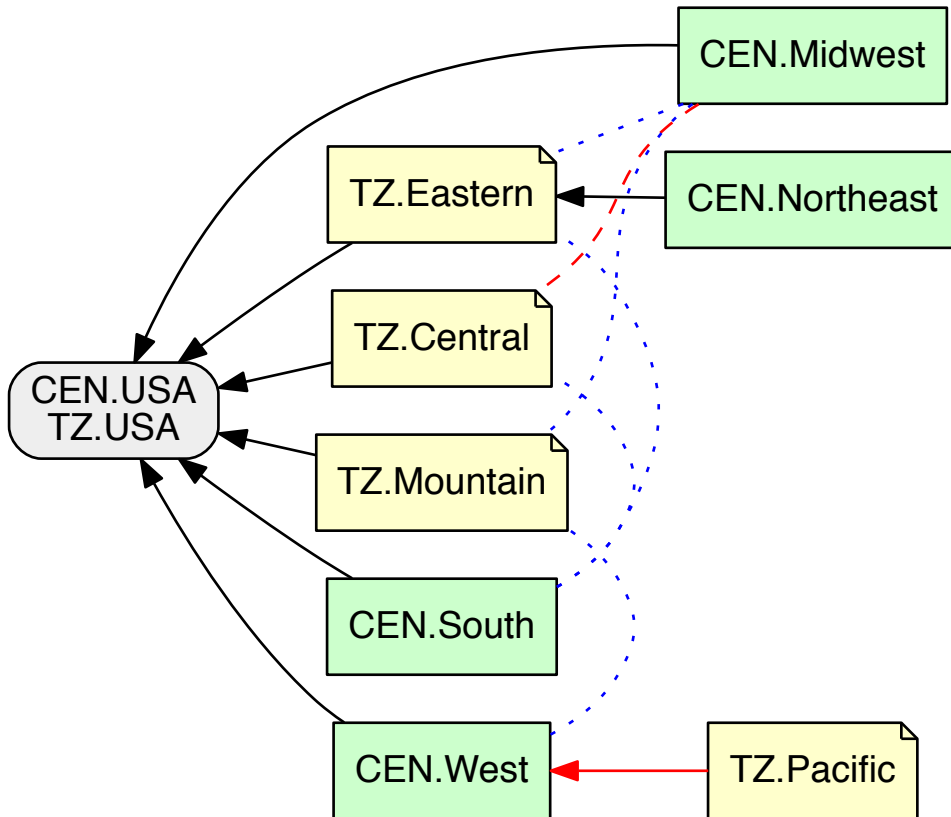 CEN.Midwest
TZ.Eastern
CEN.Northeast
TZ.Central
CEN.USA
TZ.USA
TZ.Mountain
CEN.South
CEN.West
TZ.Pacific